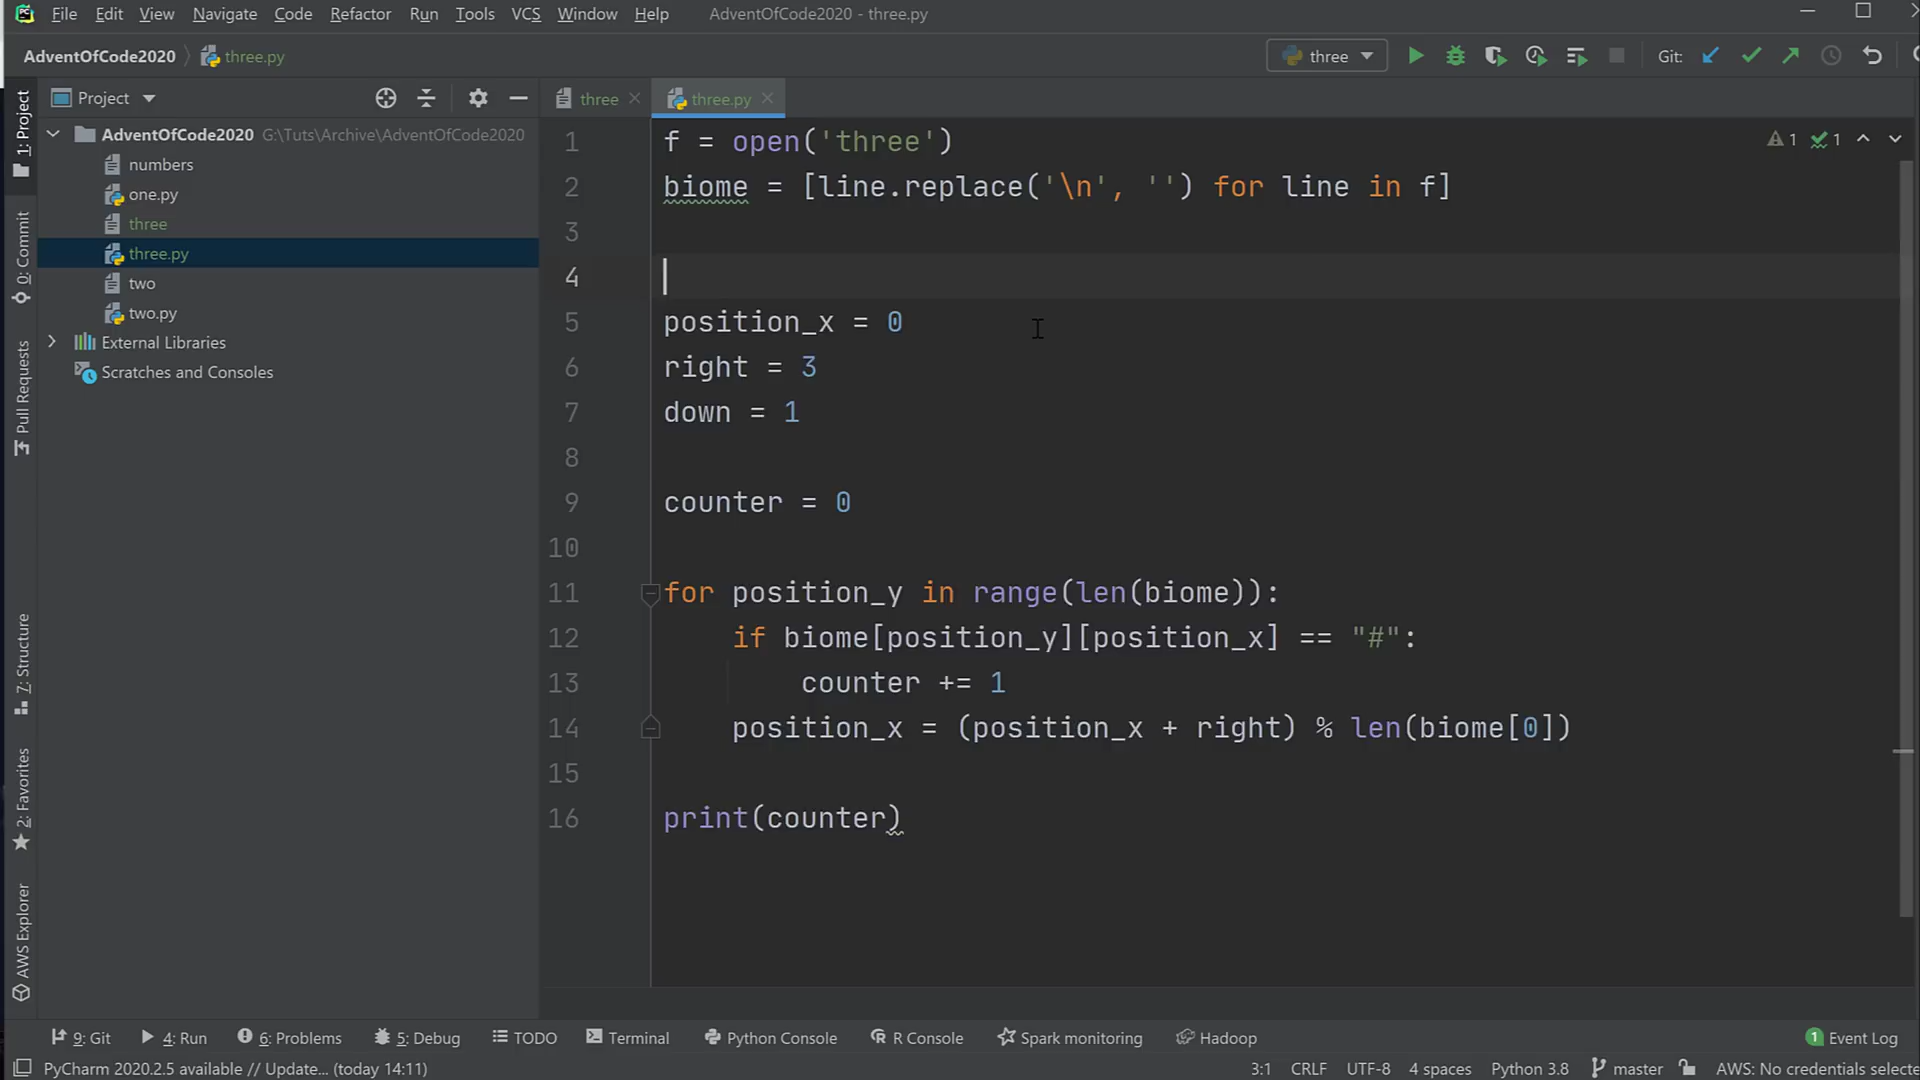 File Edit View Navigate Code Refactor Run Tools VCS Window Help AdventOfCode2020 - three.py
AdventOfCode2020 three.py three Git:
1: Project
0: Commit
Pull Requests
7: Structure
2: Favorites
AWS Explorer
Project
AdventOfCode2020 G:\Tuts\Archive\AdventOfCode2020
numbers
one.py
three
three.py
two
two.py
External Libraries
Scratches and Consoles
three three.py
1 1
1 f = open('three')
2 biome = [line.replace('\n', '') for line in f]
3
4
5 position_x = 0
6 right = 3
7 down = 1
8
9 counter = 0
10
11 for position_y in range(len(biome)):
12 if biome[position_y][position_x] == "#":
13 counter += 1
14 position_x = (position_x + right) % len(biome[0])
15
16 print(counter)
9: Git 4: Run 6: Problems 5: Debug TODO Terminal Python Console R Console Spark monitoring Hadoop 1 Event Log
PyCharm 2020.2.5 available // Update... (today 14:11) 3:1 CRLF UTF-8 4 spaces Python 3.8 master AWS: No credentials selecte